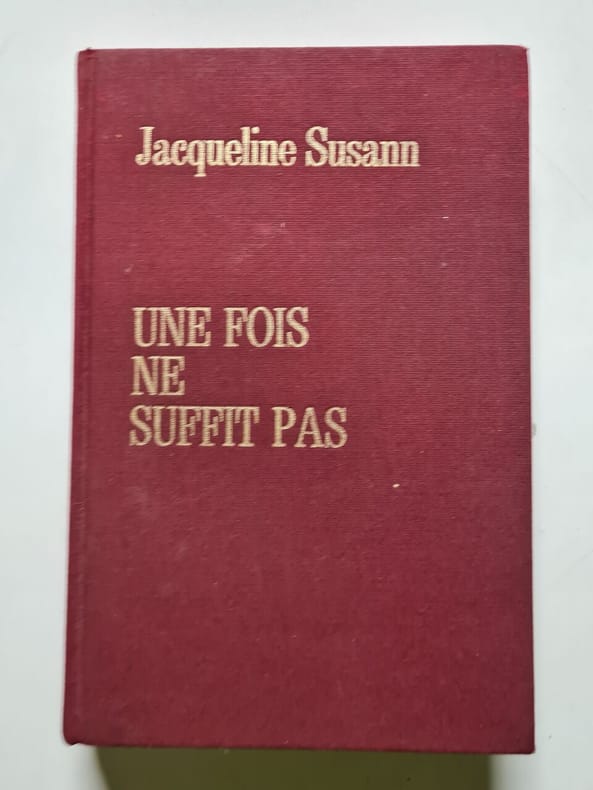 Jacqueline Susann
UNE FOIS
NE
SUFFIT PAS